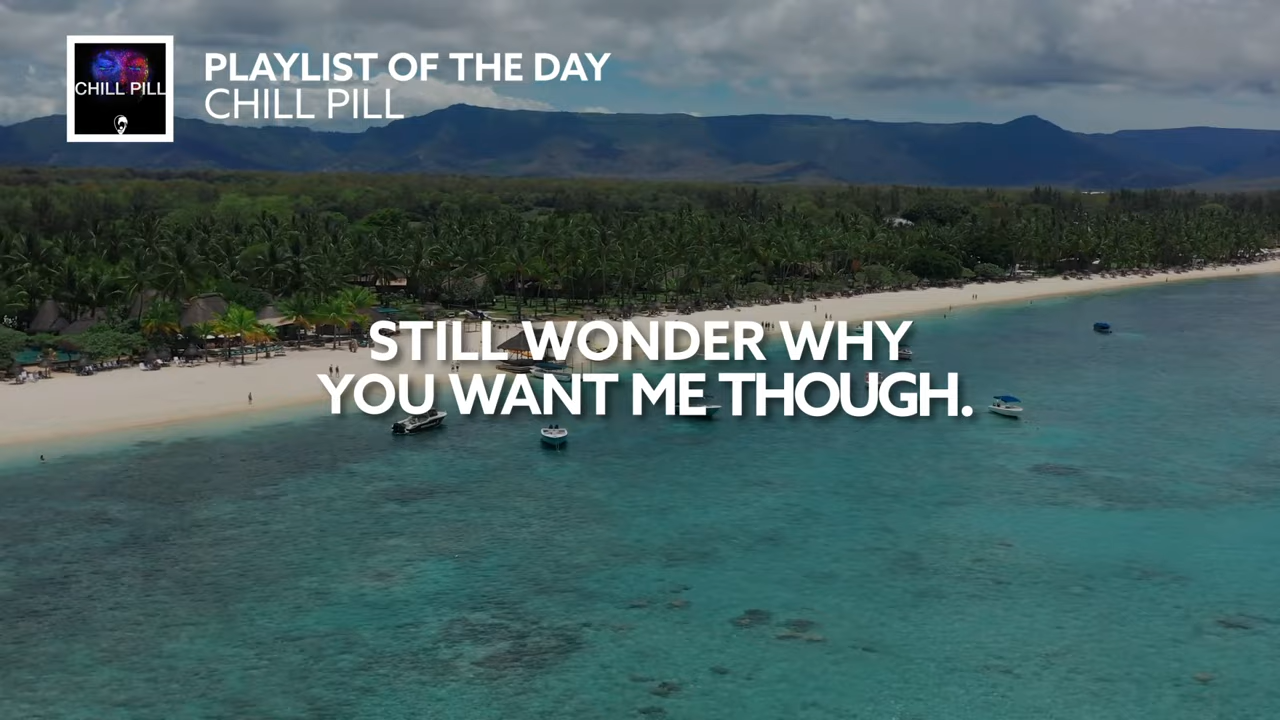 CHILL PILL
PLAYLIST OF THE DAY
CHILL PILL
STILL WONDER WHY
YOU WANT ME THOUGH.